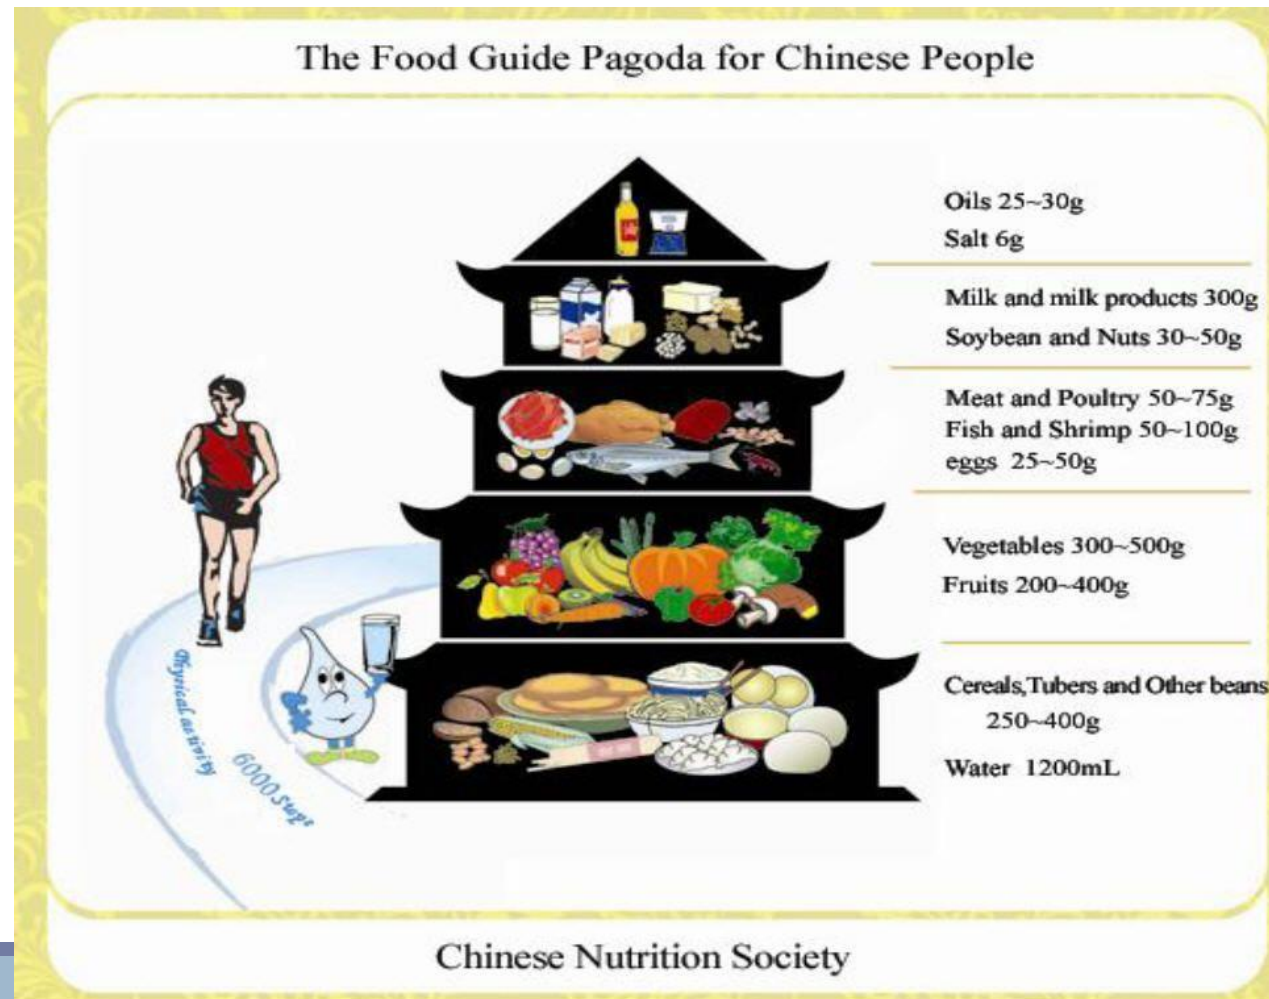 The Food Guide Pagoda for Chinese People
Oils 25~30g
Salt 6g
Milk and milk products 300g
Soybean and Nuts 30~50g
Meat and Poultry 50~75g
Fish and Shrimp 50~100g
eggs 25~50g
Vegetables 300~500g
Fruits 200~400g
Cereals,Tubers and Other beans
250~400g
Water 1200mL
Physical activity
6000 Steps
Chinese Nutrition Society